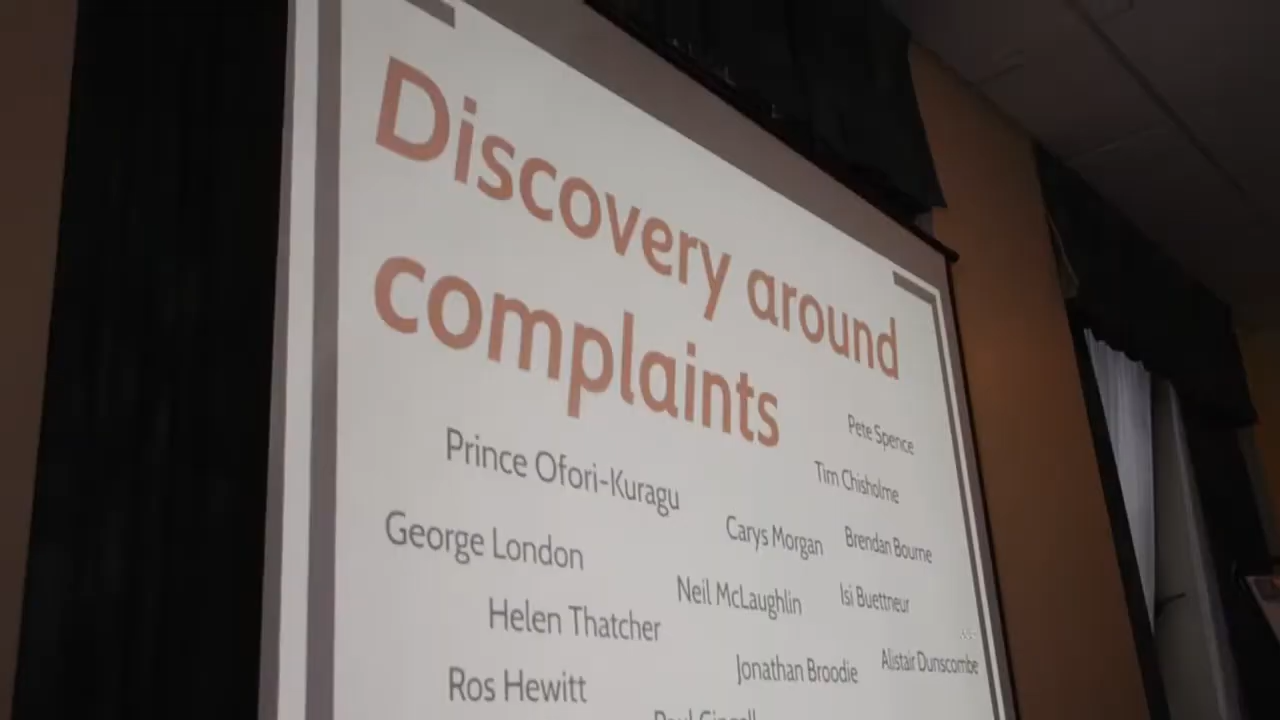 Discovery around
complaints
Pete Spence
Prince Ofori-Kuragu
Tim Chisholme
George London
Carys Morgan
Brendan Bourne
Neil McLaughlin
Isi Buettneur
Helen Thatcher
Jonathan Broodie
Alistair Dunscombe
Ros Hewitt
Paul